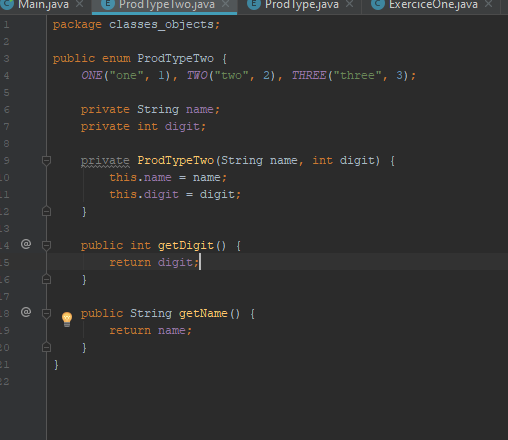 Main.java ProdTypeTwo.java ProdType.java ExerciceOne.java
1 package classes_objects;
2
3 public enum ProdTypeTwo {
4 ONE("one", 1), TWO("two", 2), THREE("three", 3);
5
6 private String name;
7 private int digit;
8
9 private ProdTypeTwo(String name, int digit) {
10 this.name = name;
11 this.digit = digit;
12 }
13
14 @ public int getDigit() {
15 return digit;
16 }
17
18 @ public String getName() {
19 return name;
20 }
21 }
22